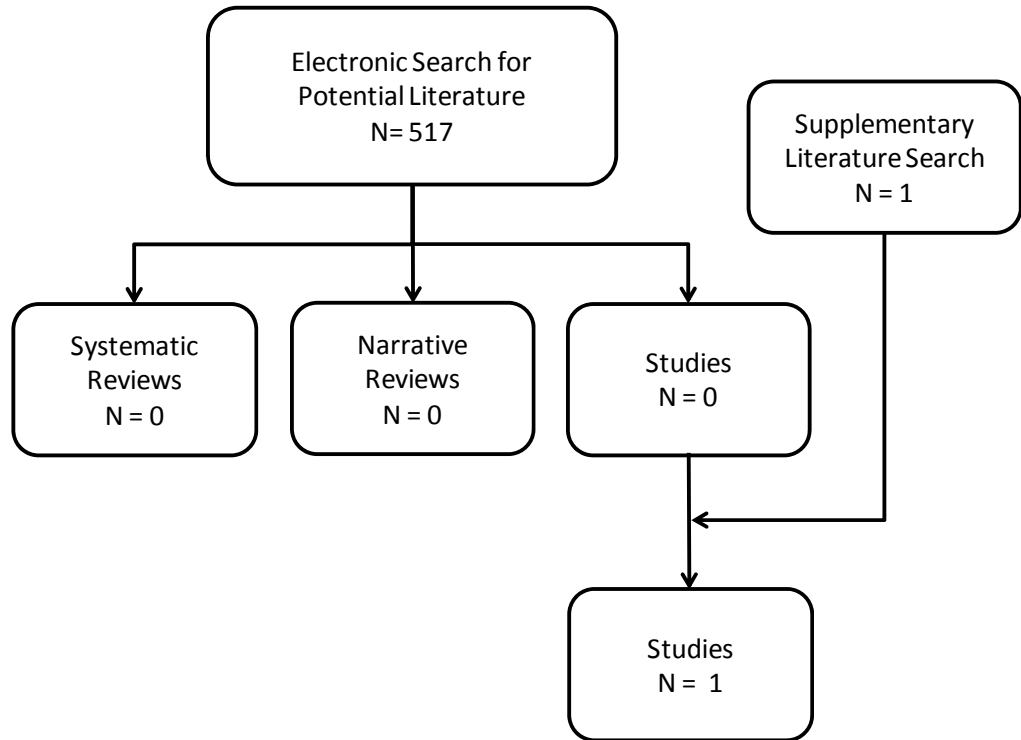 Electronic Search for
Potential Literature
N= 517
Supplementary
Literature Search
N = 1
Systematic
Reviews
N = 0
Narrative
Reviews
N = 0
Studies
N = 0
Studies
N = 1